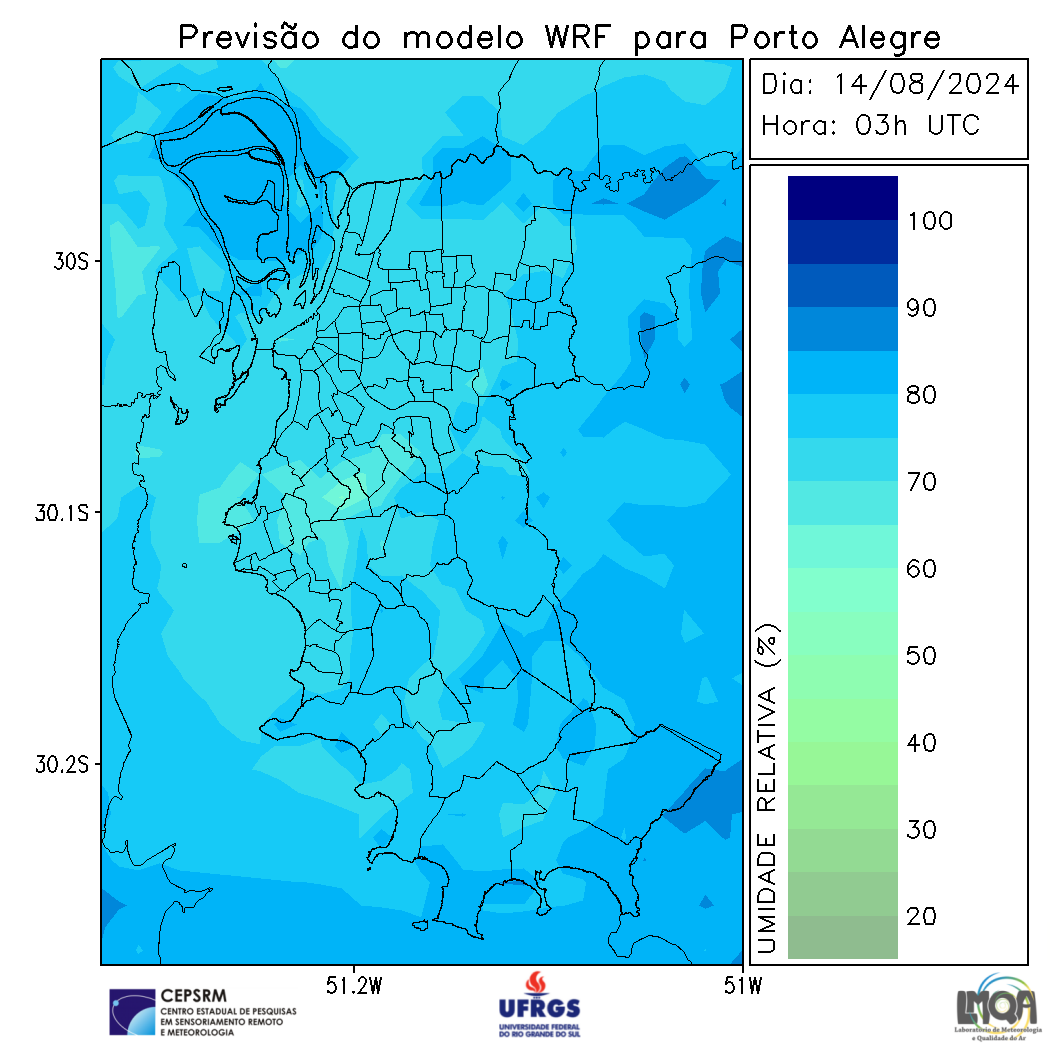 Previsão do modelo WRF para Porto Alegre
Dia: 14/08/2024
Hora: 03h UTC
30S
30.1S
30.2S
51.2W
51W
100
90
80
70
60
50
40
30
20
UMIDADE RELATIVA (%)
CEPSRM
CENTRO ESTADUAL DE PESQUISAS
EM SENSORIAMENTO REMOTO
E METEOROLOGIA
UFRGS
UNIVERSIDADE FEDERAL
DO RIO GRANDE DO SUL
LMQA
Laboratório de Meteorologia
e Qualidade do Ar